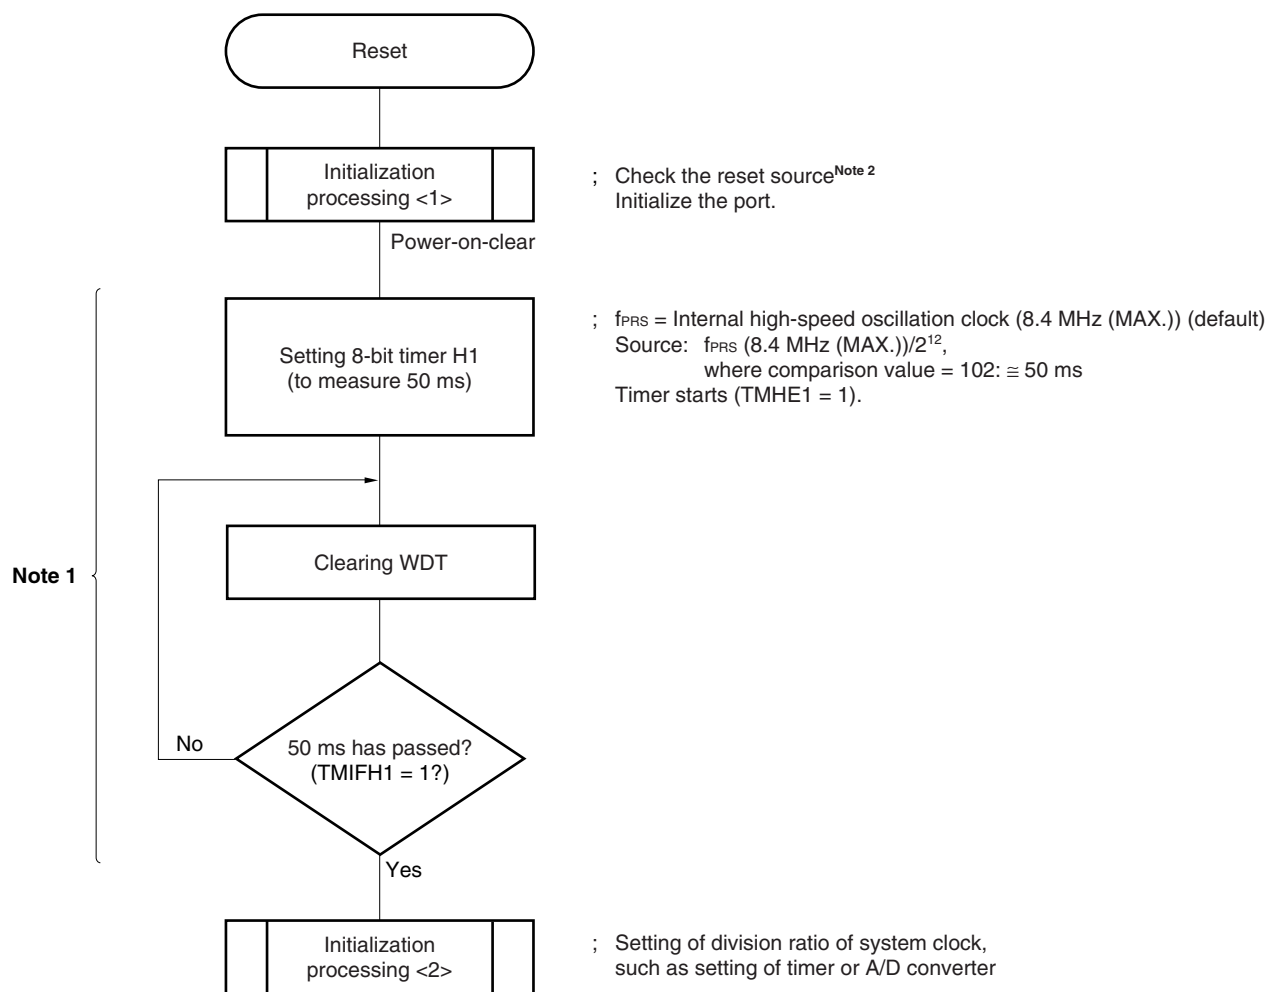 Reset
Initialization
processing <1>
; Check the reset sourceNote 2
Initialize the port.
Power-on-clear
Setting 8-bit timer H1
(to measure 50 ms)
; fPRS = Internal high-speed oscillation clock (8.4 MHz (MAX.)) (default)
Source: fPRS (8.4 MHz (MAX.))/2¹²,
where comparison value = 102: ≅ 50 ms
Timer starts (TMHE1 = 1).
Note 1
Clearing WDT
No
50 ms has passed?
(TMIFH1 = 1?)
Yes
Initialization
processing <2>
; Setting of division ratio of system clock,
such as setting of timer or A/D converter